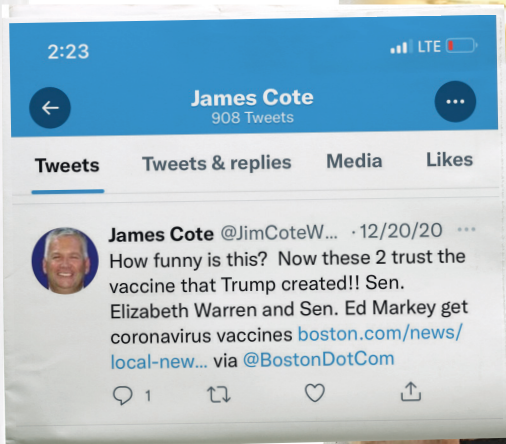 2:23 LTE
James Cote
908 Tweets
Tweets Tweets & replies Media Likes
James Cote @JimCoteW... · 12/20/20
How funny is this? Now these 2 trust the
vaccine that Trump created!! Sen.
Elizabeth Warren and Sen. Ed Markey get
coronavirus vaccines boston.com/news/
local-new... via @BostonDotCom
1